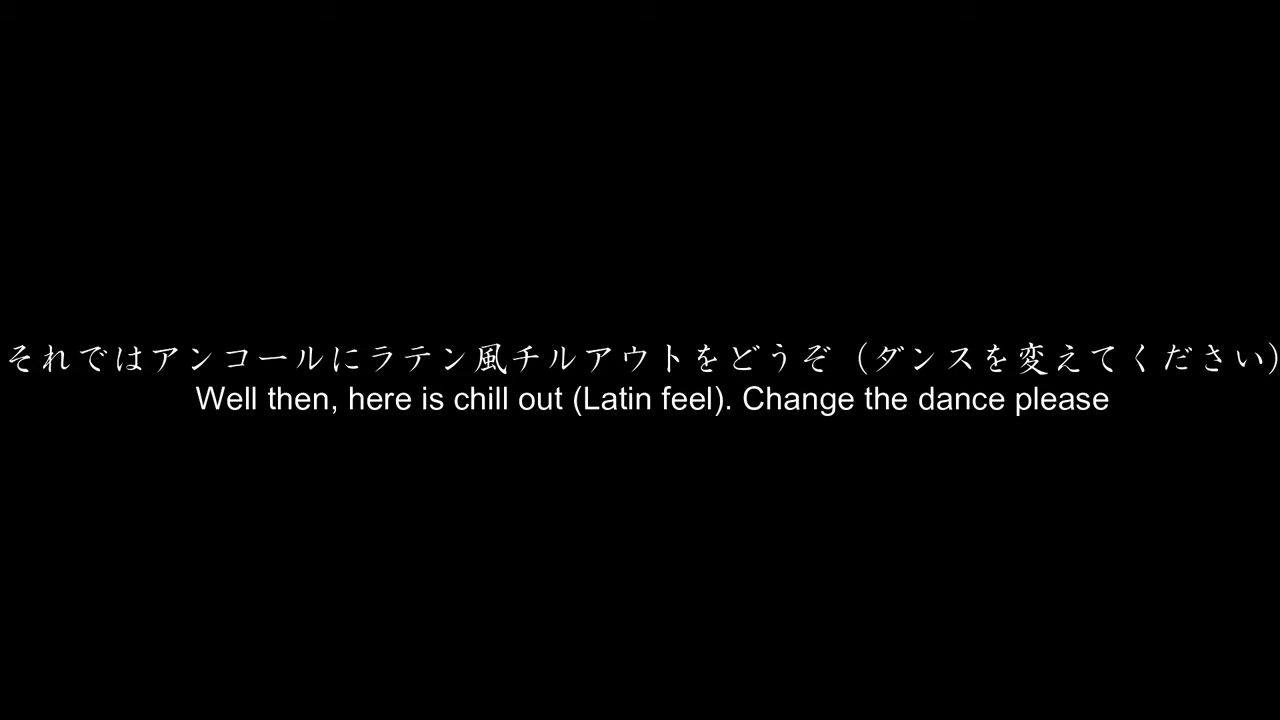 それではアンコールにラテン風チルアウトをどうぞ（ダンスを変えてください）
Well then, here is chill out (Latin feel). Change the dance please